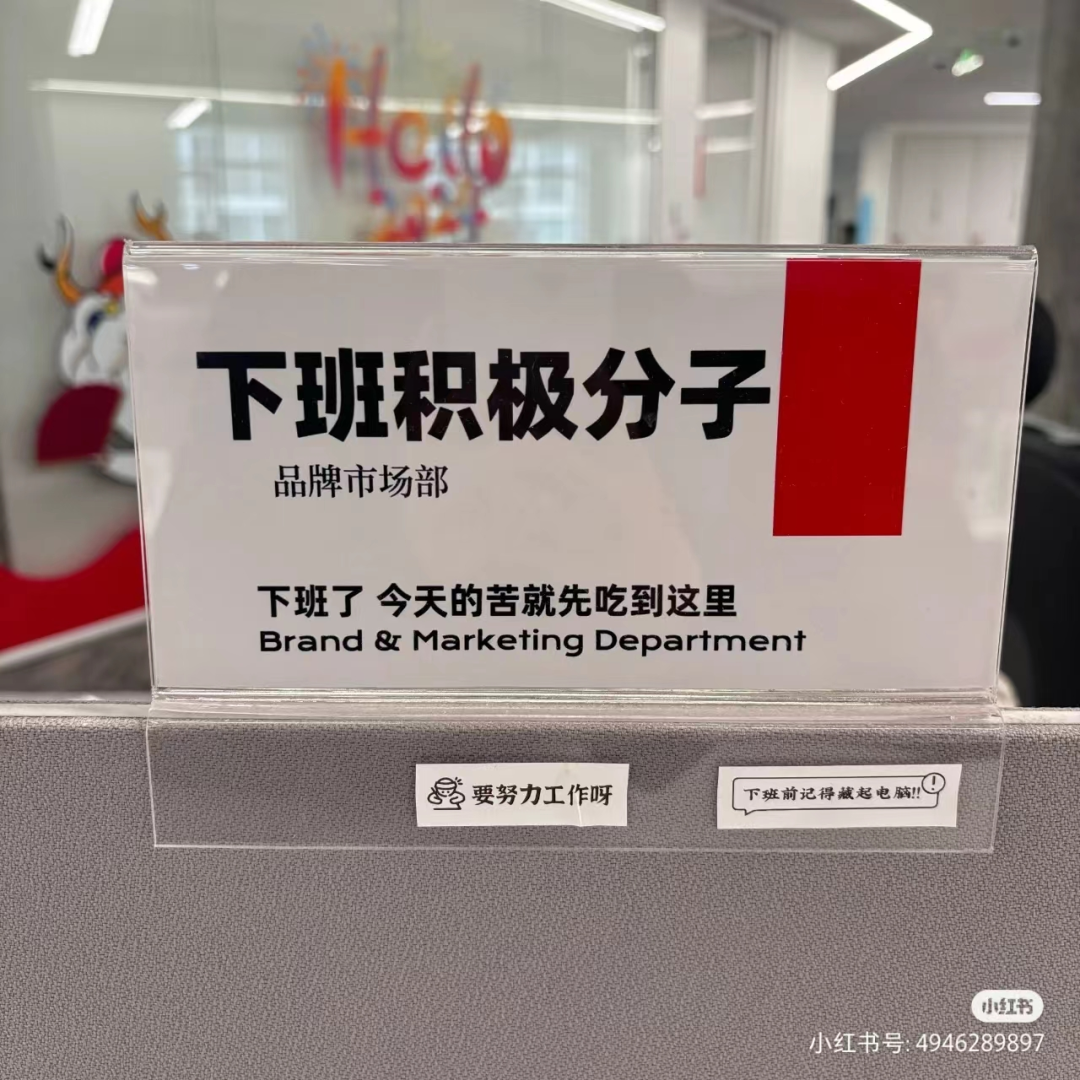 Hello
下班积极分子
品牌市场部
下班了 今天的苦就先吃到这里
Brand & Marketing Department
要努力工作呀
下班前记得藏起电脑!!
小红书
小红书号: 4946289897